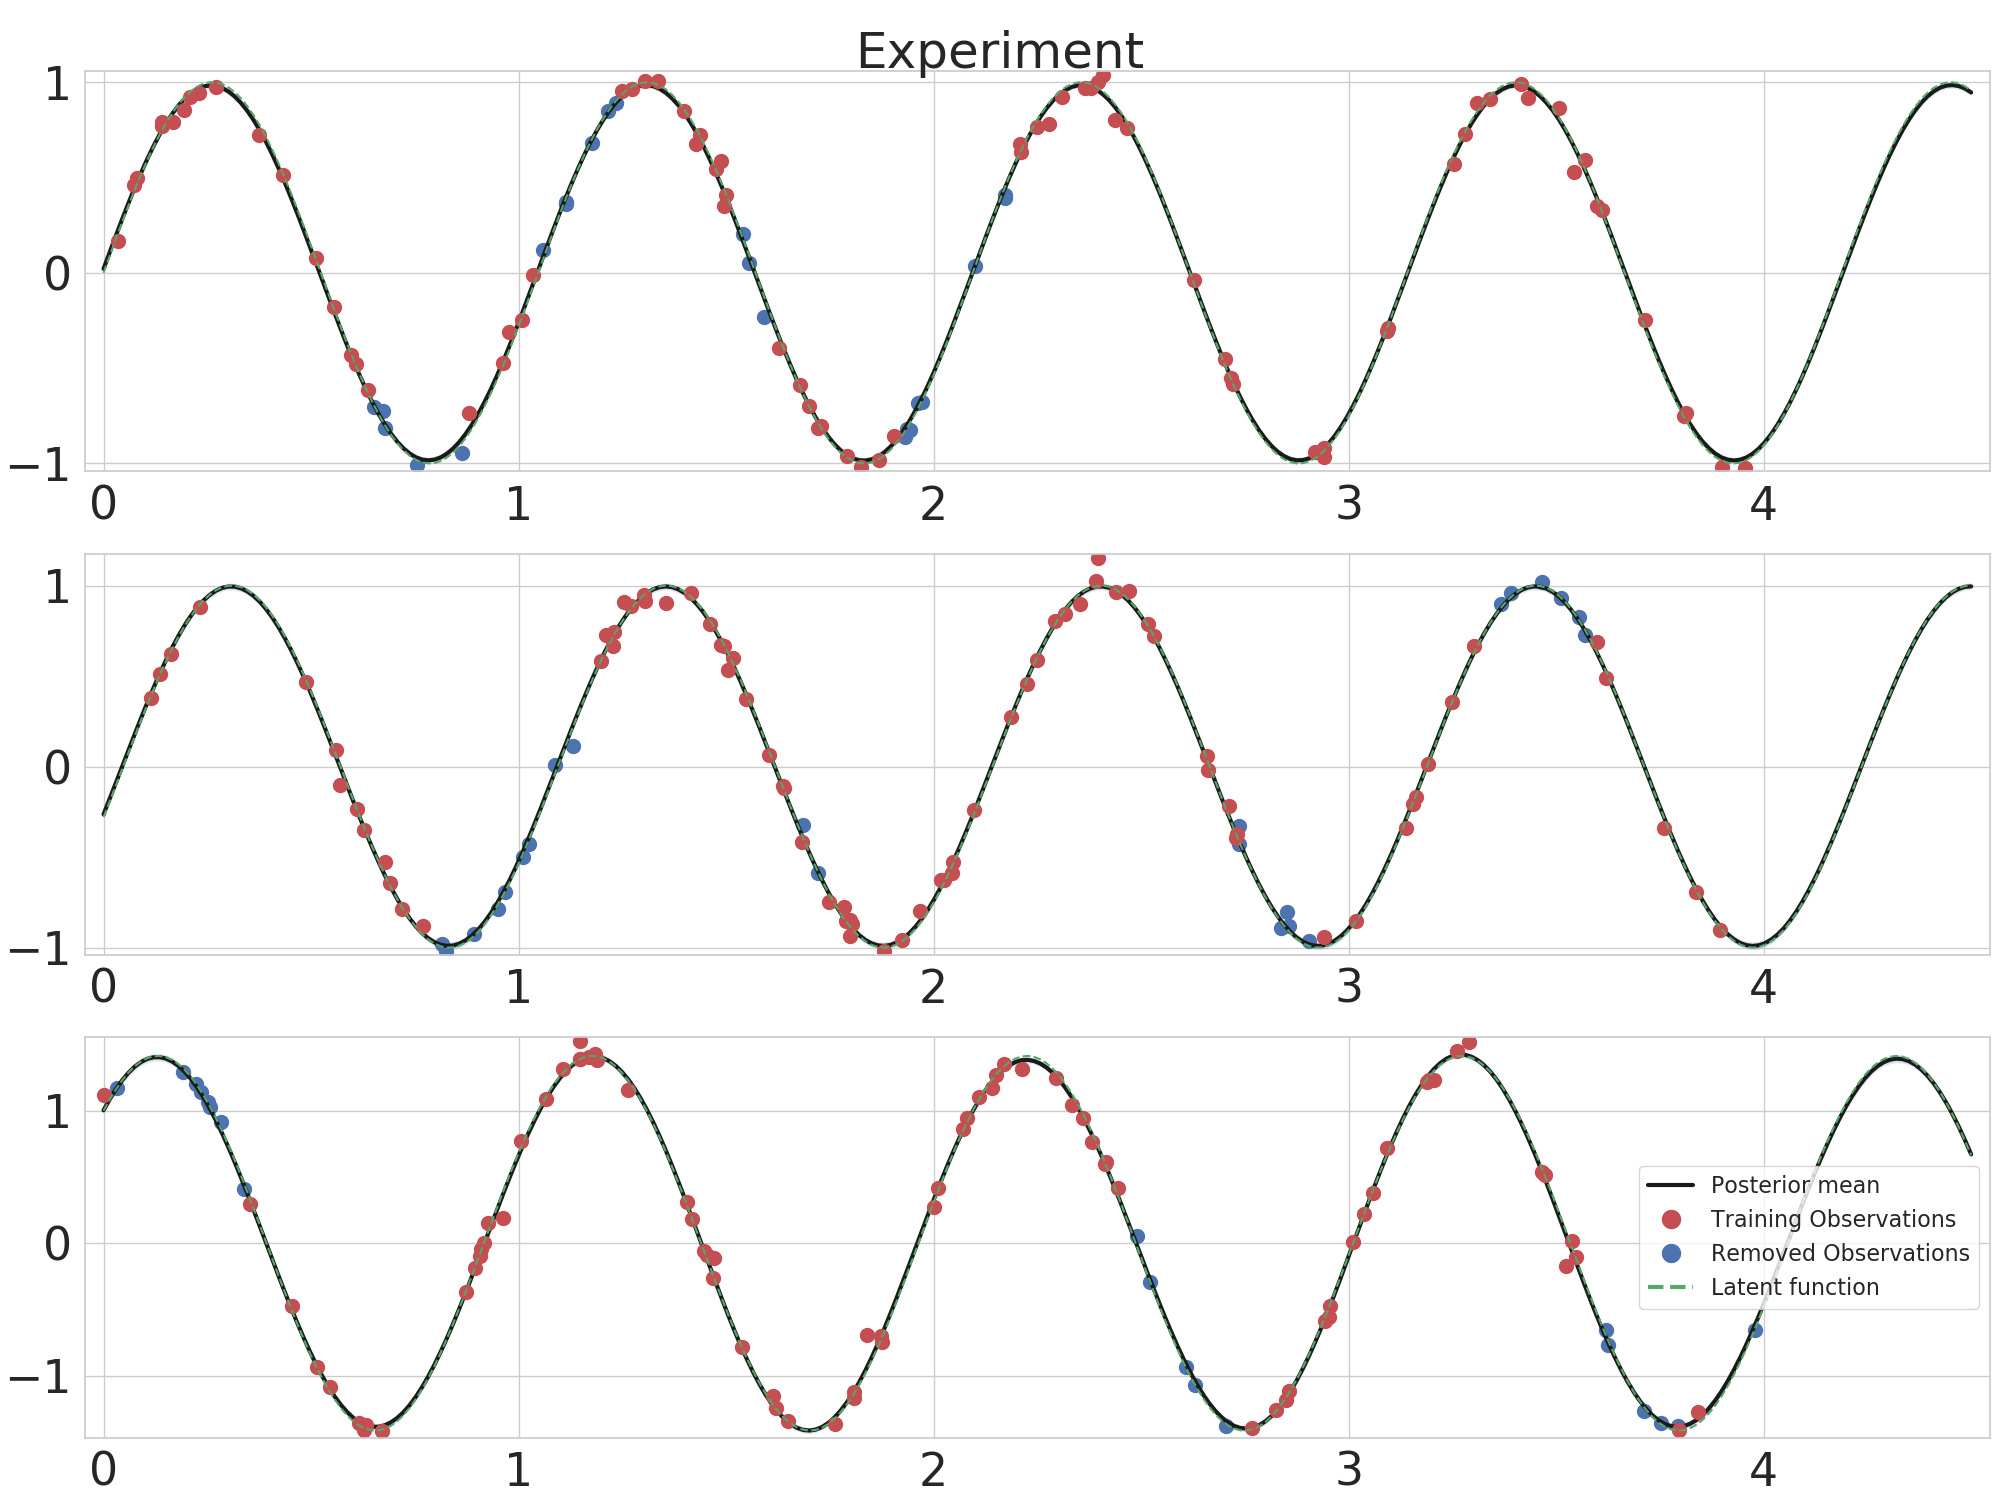 Experiment
1
0
−1
0 1 2 3 4
1
0
−1
0 1 2 3 4
1
0
−1
0 1 2 3 4
Posterior mean
Training Observations
Removed Observations
Latent function